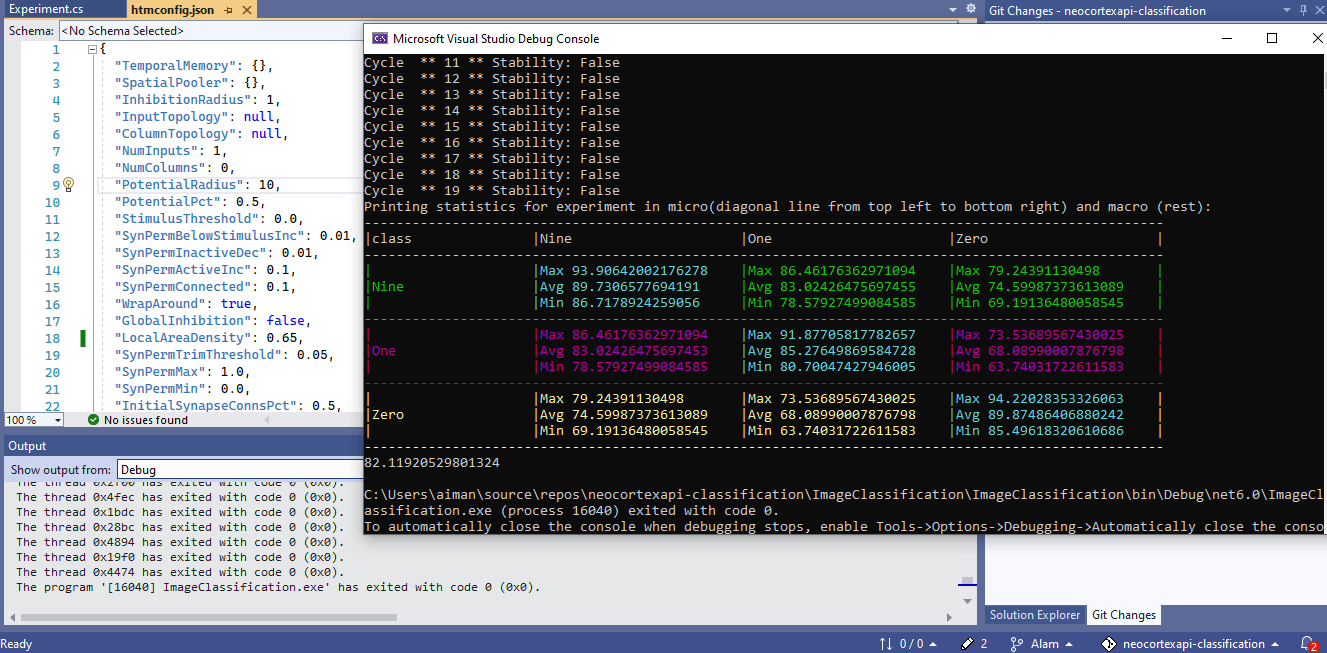 Experiment.cs
htmconfig.json
Git Changes - neocortexapi-classification
Schema: <No Schema Selected>
1 {
2 "TemporalMemory": {},
3 "SpatialPooler": {},
4 "InhibitionRadius": 1,
5 "InputTopology": null,
6 "ColumnTopology": null,
7 "NumInputs": 1,
8 "NumColumns": 0,
9 "PotentialRadius": 10,
10 "PotentialPct": 0.5,
11 "StimulusThreshold": 0.0,
12 "SynPermBelowStimulusInc": 0.01,
13 "SynPermInactiveDec": 0.01,
14 "SynPermActiveInc": 0.1,
15 "SynPermConnected": 0.1,
16 "WrapAround": true,
17 "GlobalInhibition": false,
18 "LocalAreaDensity": 0.65,
19 "SynPermTrimThreshold": 0.05,
20 "SynPermMax": 1.0,
21 "SynPermMin": 0.0,
22 "InitialSynapseConnsPct": 0.5,
100 %
No issues found
Microsoft Visual Studio Debug Console
Cycle ** 11 ** Stability: False
Cycle ** 12 ** Stability: False
Cycle ** 13 ** Stability: False
Cycle ** 14 ** Stability: False
Cycle ** 15 ** Stability: False
Cycle ** 16 ** Stability: False
Cycle ** 17 ** Stability: False
Cycle ** 18 ** Stability: False
Cycle ** 19 ** Stability: False
Printing statistics for experiment in micro(diagonal line from top left to bottom right) and macro (rest):
|class |Nine |One |Zero |
| |Max 93.90642002176278 |Max 86.46176362971094 |Max 79.24391130498 |
|Nine |Avg 89.7306577694191 |Avg 83.02426475697455 |Avg 74.59987373613089 |
| |Min 86.7178924259056 |Min 78.57927499084585 |Min 69.19136480058545 |
| |Max 86.46176362971094 |Max 91.87705817782657 |Max 73.53689567430025 |
|One |Avg 83.02426475697453 |Avg 85.27649869584728 |Avg 68.08990007876798 |
| |Min 78.57927499084585 |Min 80.70047427946005 |Min 63.74031722611583 |
| |Max 79.24391130498 |Max 73.53689567430025 |Max 94.22028353326063 |
|Zero |Avg 74.59987373613089 |Avg 68.08990007876798 |Avg 89.87486406880242 |
| |Min 69.19136480058545 |Min 63.74031722611583 |Min 85.49618320610686 |
82.11920529801324
C:\Users\aiman\source\repos\neocortexapi-classification\ImageClassification\ImageClassification\bin\Debug\net6.0\ImageCl
assification.exe (process 16040) exited with code 0.
To automatically close the console when debugging stops, enable Tools->Options->Debugging->Automatically close the conso
Output
Show output from: Debug
The thread 0x2f00 has exited with code 0 (0x0).
The thread 0x4fec has exited with code 0 (0x0).
The thread 0x1bdc has exited with code 0 (0x0).
The thread 0x28bc has exited with code 0 (0x0).
The thread 0x4894 has exited with code 0 (0x0).
The thread 0x19f0 has exited with code 0 (0x0).
The thread 0x4474 has exited with code 0 (0x0).
The program '[16040] ImageClassification.exe' has exited with code 0 (0x0).
Solution Explorer
Git Changes
Ready
0 / 0
2
Alam
neocortexapi-classification
2